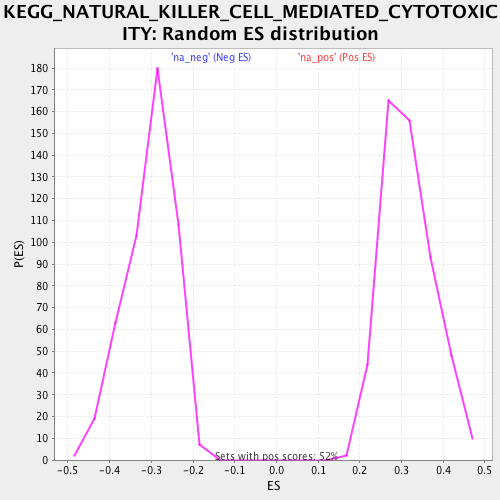 KEGG_NATURAL_KILLER_CELL_MEDIATED_CYTOTOXIC
ITY: Random ES distribution
'na_neg' (Neg ES)
'na_pos' (Pos ES)
180
170
160
150
140
130
120
110
100
90
80
70
60
50
40
30
20
10
0
P(ES)
Sets with pos scores: 52%
−0.5 −0.4 −0.3 −0.2 −0.1 0.0 0.1 0.2 0.3 0.4 0.5
ES